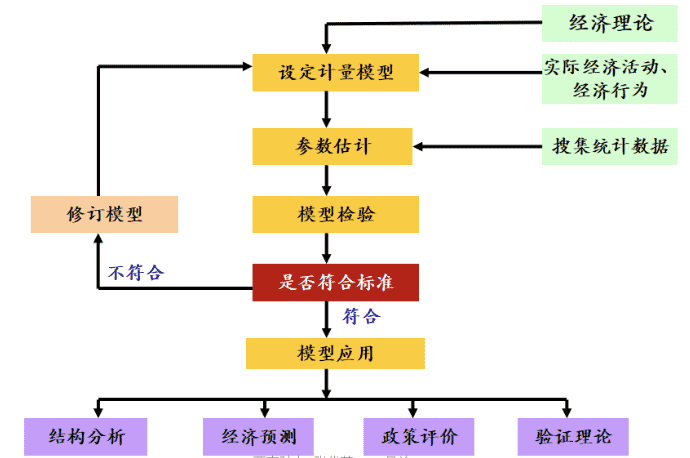 经济理论
设定计量模型
实际经济活动、
经济行为
参数估计
搜集统计数据
修订模型
模型检验
不符合
是否符合标准
符合
模型应用
结构分析
经济预测
政策评价
验证理论